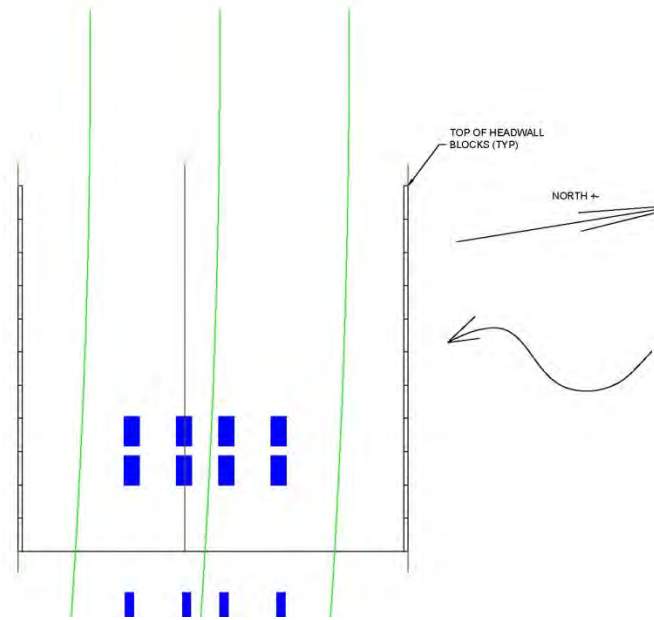 TOP OF HEADWALL
BLOCKS (TYP)
NORTH +-